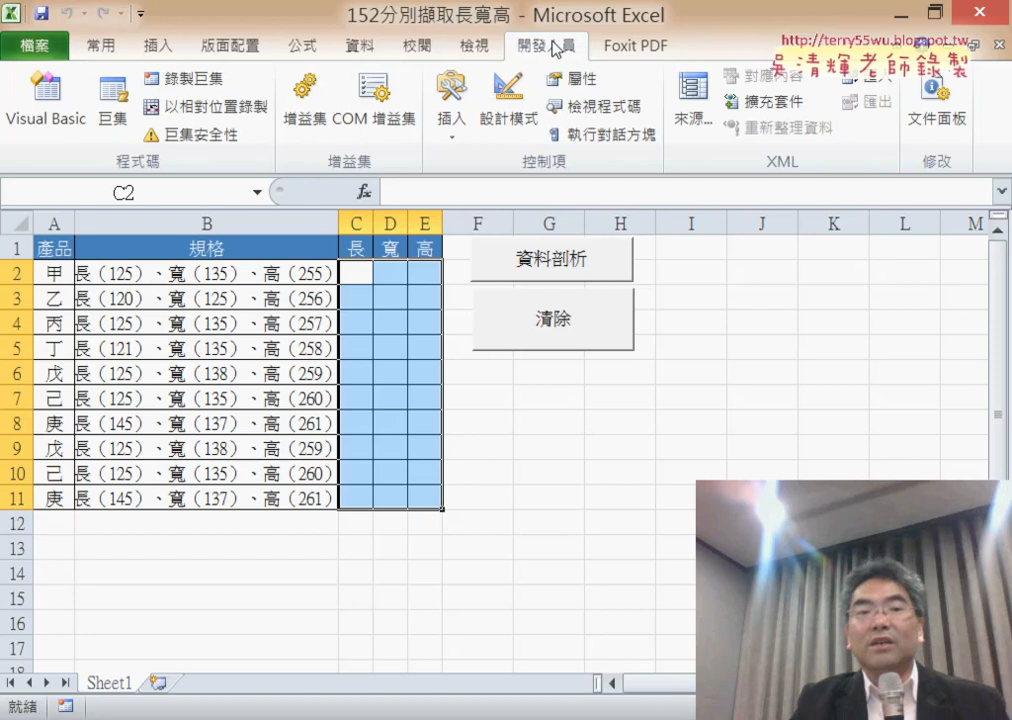 152分別擷取長寬高 - Microsoft Excel
檔案 常用 插入 版面配置 公式 資料 校閱 檢視 開發人員 Foxit PDF
http://terry55wu.blogspot.tw
吳清輝老師錄製
Visual Basic 巨集 錄製巨集 以相對位置錄製 巨集安全性
增益集 COM 增益集
插入 設計模式 屬性 檢視程式碼 執行對話方塊
來源... 擴充套件 重新整理資料 匯出
文件面板
程式碼 增益集 控制項 XML 修改
C2 fx
A B C D E F G H I J K L M
1 產品 規格 長 寬 高
2 甲 長（125）、寬（135）、高（255）
3 乙 長（120）、寬（125）、高（256）
4 丙 長（125）、寬（135）、高（257）
5 丁 長（121）、寬（135）、高（258）
6 戊 長（125）、寬（138）、高（259）
7 己 長（125）、寬（135）、高（260）
8 庚 長（145）、寬（137）、高（261）
9 戊 長（125）、寬（138）、高（259）
10 己 長（125）、寬（135）、高（260）
11 庚 長（145）、寬（137）、高（261）
12
13
14
15
16
17
資料剖析
清除
Sheet1
就緒